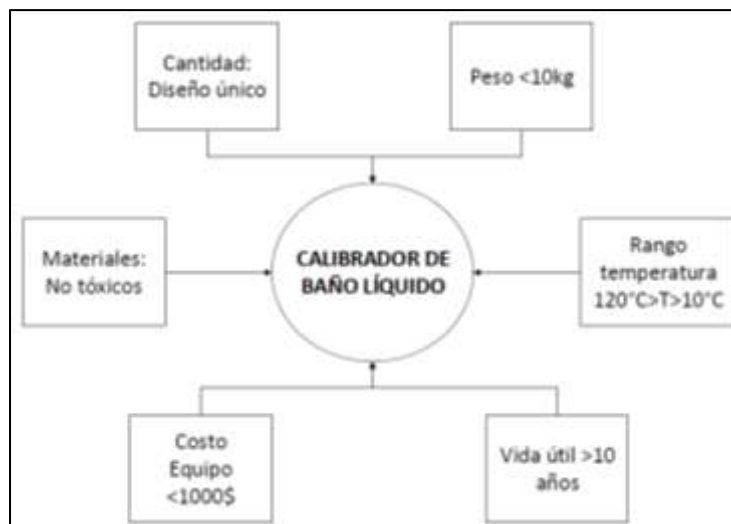 Cantidad:
Diseño único
Peso <10kg
Materiales:
No tóxicos
CALIBRADOR DE
BAÑO LÍQUIDO
Rango
temperatura
120°C>T>10°C
Costo
Equipo
<1000$
Vida útil >10
años